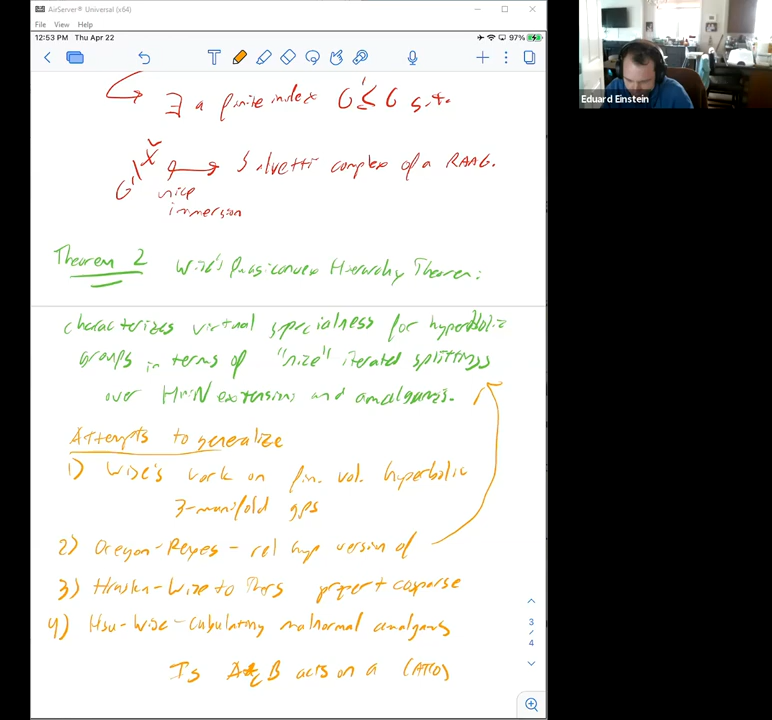 AirServer® Universal (x64)
File View Help
12:53 PM Thu Apr 22
97%
T
∃ a finite index G' ≤ G s.t.
G'\X̃ ↪ Salvetti complex of a RAAG.
nice
immersion
Eduard Einstein
Theorem 2 Wise's Quasiconvex Hierarchy Theorem:
characterizes virtual specialness for hyperbolic
groups in terms of "nice" iterated splittings
over HNN extensions and amalgams.
Attempts to generalize
1) Wise's work on fin. vol. hyperbolic
3-manifold gps
2) Oregon-Reyes - rel hyp version of
3) Hruska-Wise to proper + cosparse
4) Hsu-Wise - cubulating malnormal amalgams
Is A*_C B acts on a CAT(0)
3
/
4